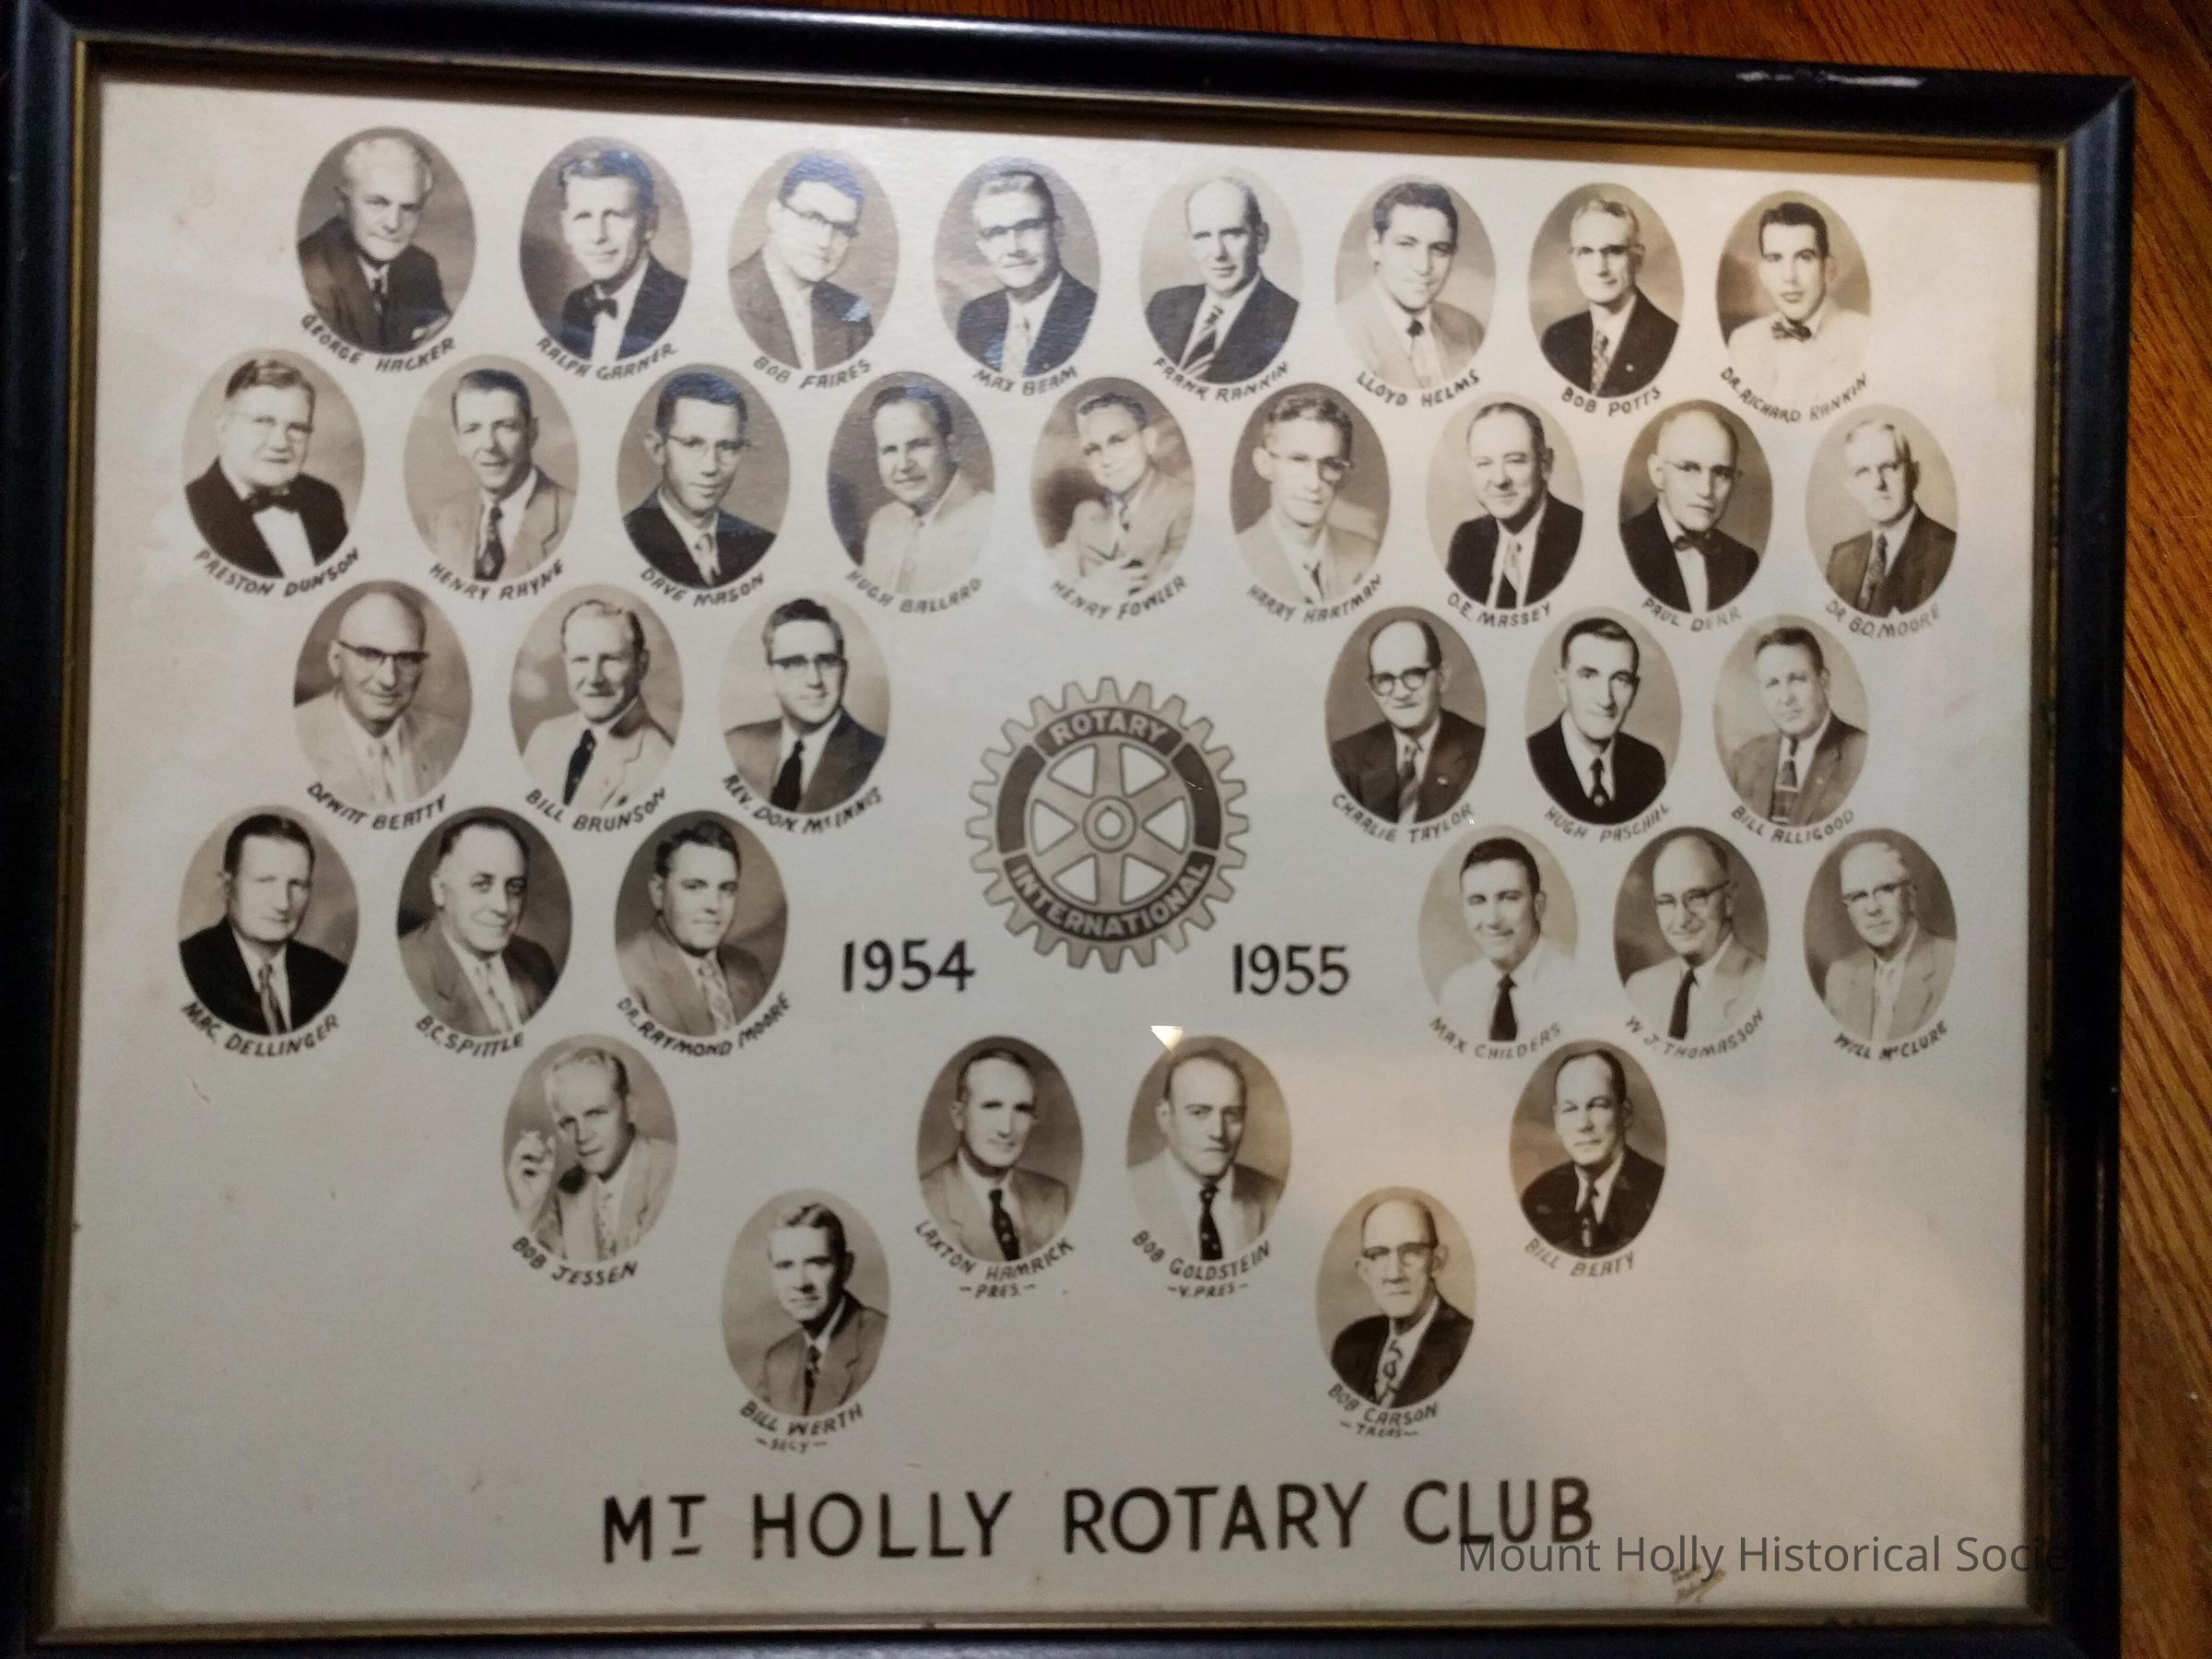 GEORGE HACKER
RALPH GARNER
BOB FAIRES
MAX BEAM
FRANK RANKIN
LLOYD HELMS
BOB POTTS
DR. RICHARD RANKIN
PRESTON DUNSON
HENRY RHYNE
DAVE MASON
HUGH BALLARD
HENRY FOWLER
HARRY HARTMAN
O.E. MASSEY
PAUL DERR
DR. B.D. MOORE
DEWITT BEATTY
BILL BRUNSON
REV. DON McINNIS
ROTARY
INTERNATIONAL
CHARLIE TAYLOR
HUGH PASCHAL
BILL ALLIGOOD
MAC. DELLINGER
B.C. SPITTLE
DR. RAYMOND MOORE
1954
1955
MAX CHILDERS
W.J. THOMASSON
WILL McCLURE
BOB JESSEN
LAXTON HAMRICK
-PRES.-
BOB GOLDSTEIN
-V.PRES-
BILL BEATY
BILL WERTH
-SECY-
BOB CARSON
-TREAS-
MT HOLLY ROTARY CLUB
Mount Holly Historical